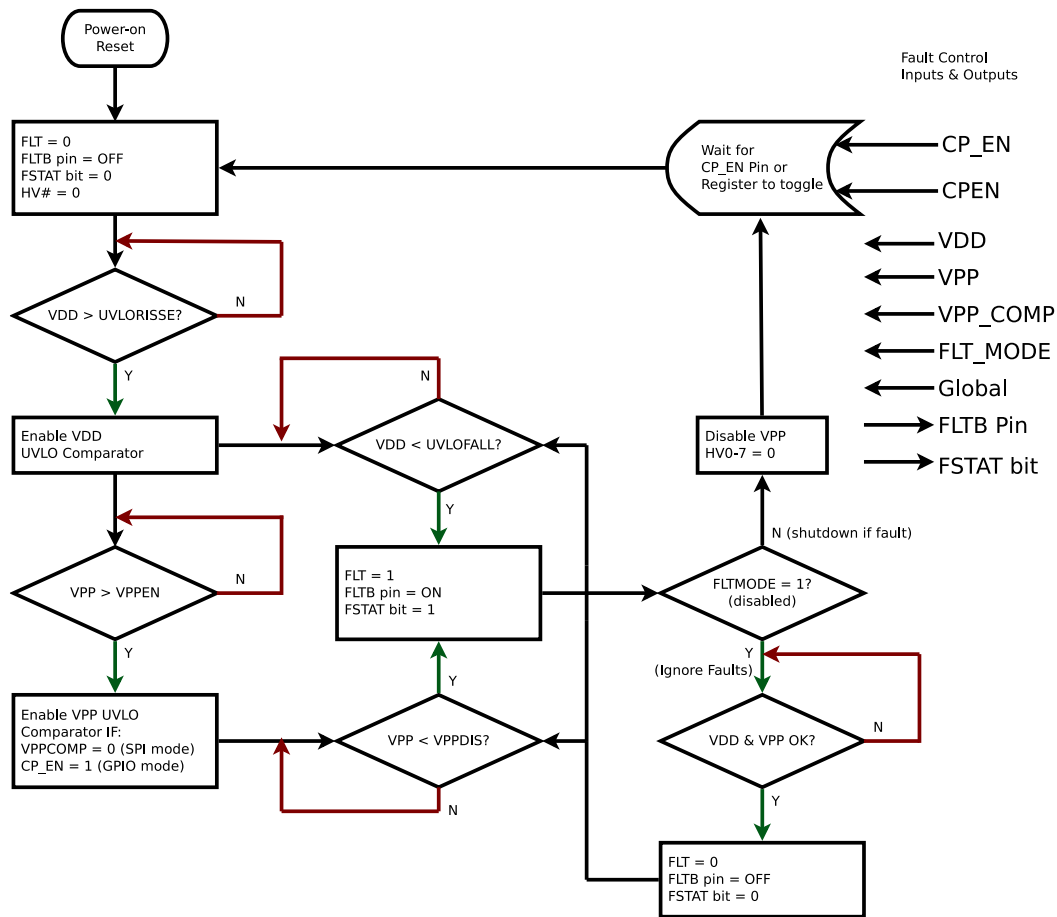 Power-on
Reset
Fault Control
Inputs & Outputs
FLT = 0
FLTB pin = OFF
FSTAT bit = 0
HV# = 0
Wait for
CP_EN Pin or
Register to toggle
CP_EN
CPEN
VDD
VPP
VPP_COMP
FLT_MODE
Global
FLTB Pin
FSTAT bit
VDD > UVLORISSE?
N
Y
Enable VDD
UVLO Comparator
N
VDD < UVLOFALL?
Y
Disable VPP
HV0-7 = 0
N (shutdown if fault)
VPP > VPPEN
N
Y
FLT = 1
FLTB pin = ON
FSTAT bit = 1
FLTMODE = 1?
(disabled)
Y
(Ignore Faults)
Enable VPP UVLO
Comparator IF:
VPPCOMP = 0 (SPI mode)
CP_EN = 1 (GPIO mode)
Y
VPP < VPPDIS?
N
VDD & VPP OK?
N
Y
FLT = 0
FLTB pin = OFF
FSTAT bit = 0